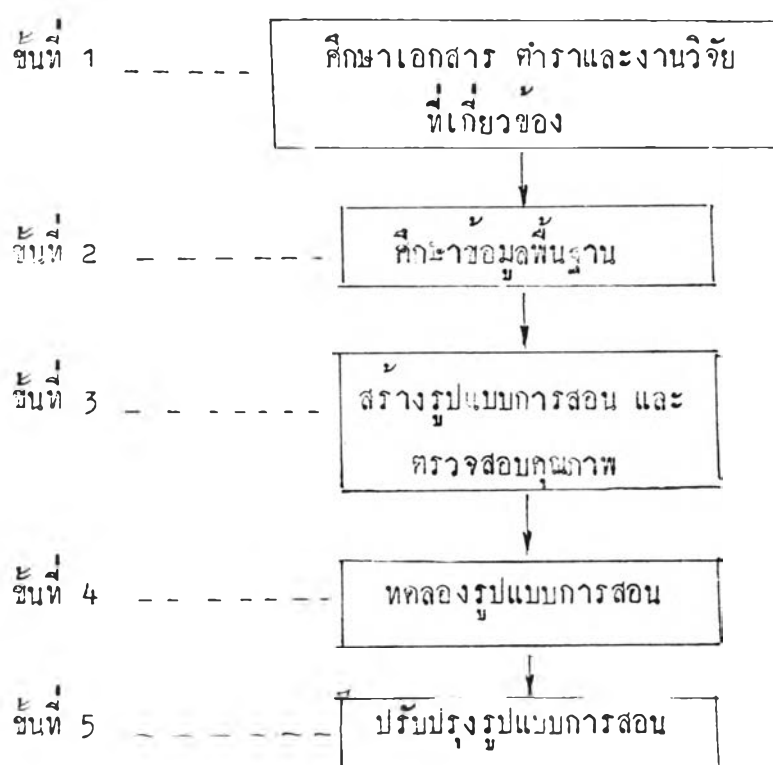 ขั้นที่ 1
ศึกษาเอกสาร ตำราและงานวิจัย
ที่เกี่ยวข้อง
ขั้นที่ 2
ศึกษาข้อมูลพื้นฐาน
ขั้นที่ 3
สร้างรูปแบบการสอน และ
ตรวจสอบคุณภาพ
ขั้นที่ 4
ทดลองรูปแบบการสอน
ขั้นที่ 5
ปรับปรุงรูปแบบการสอน